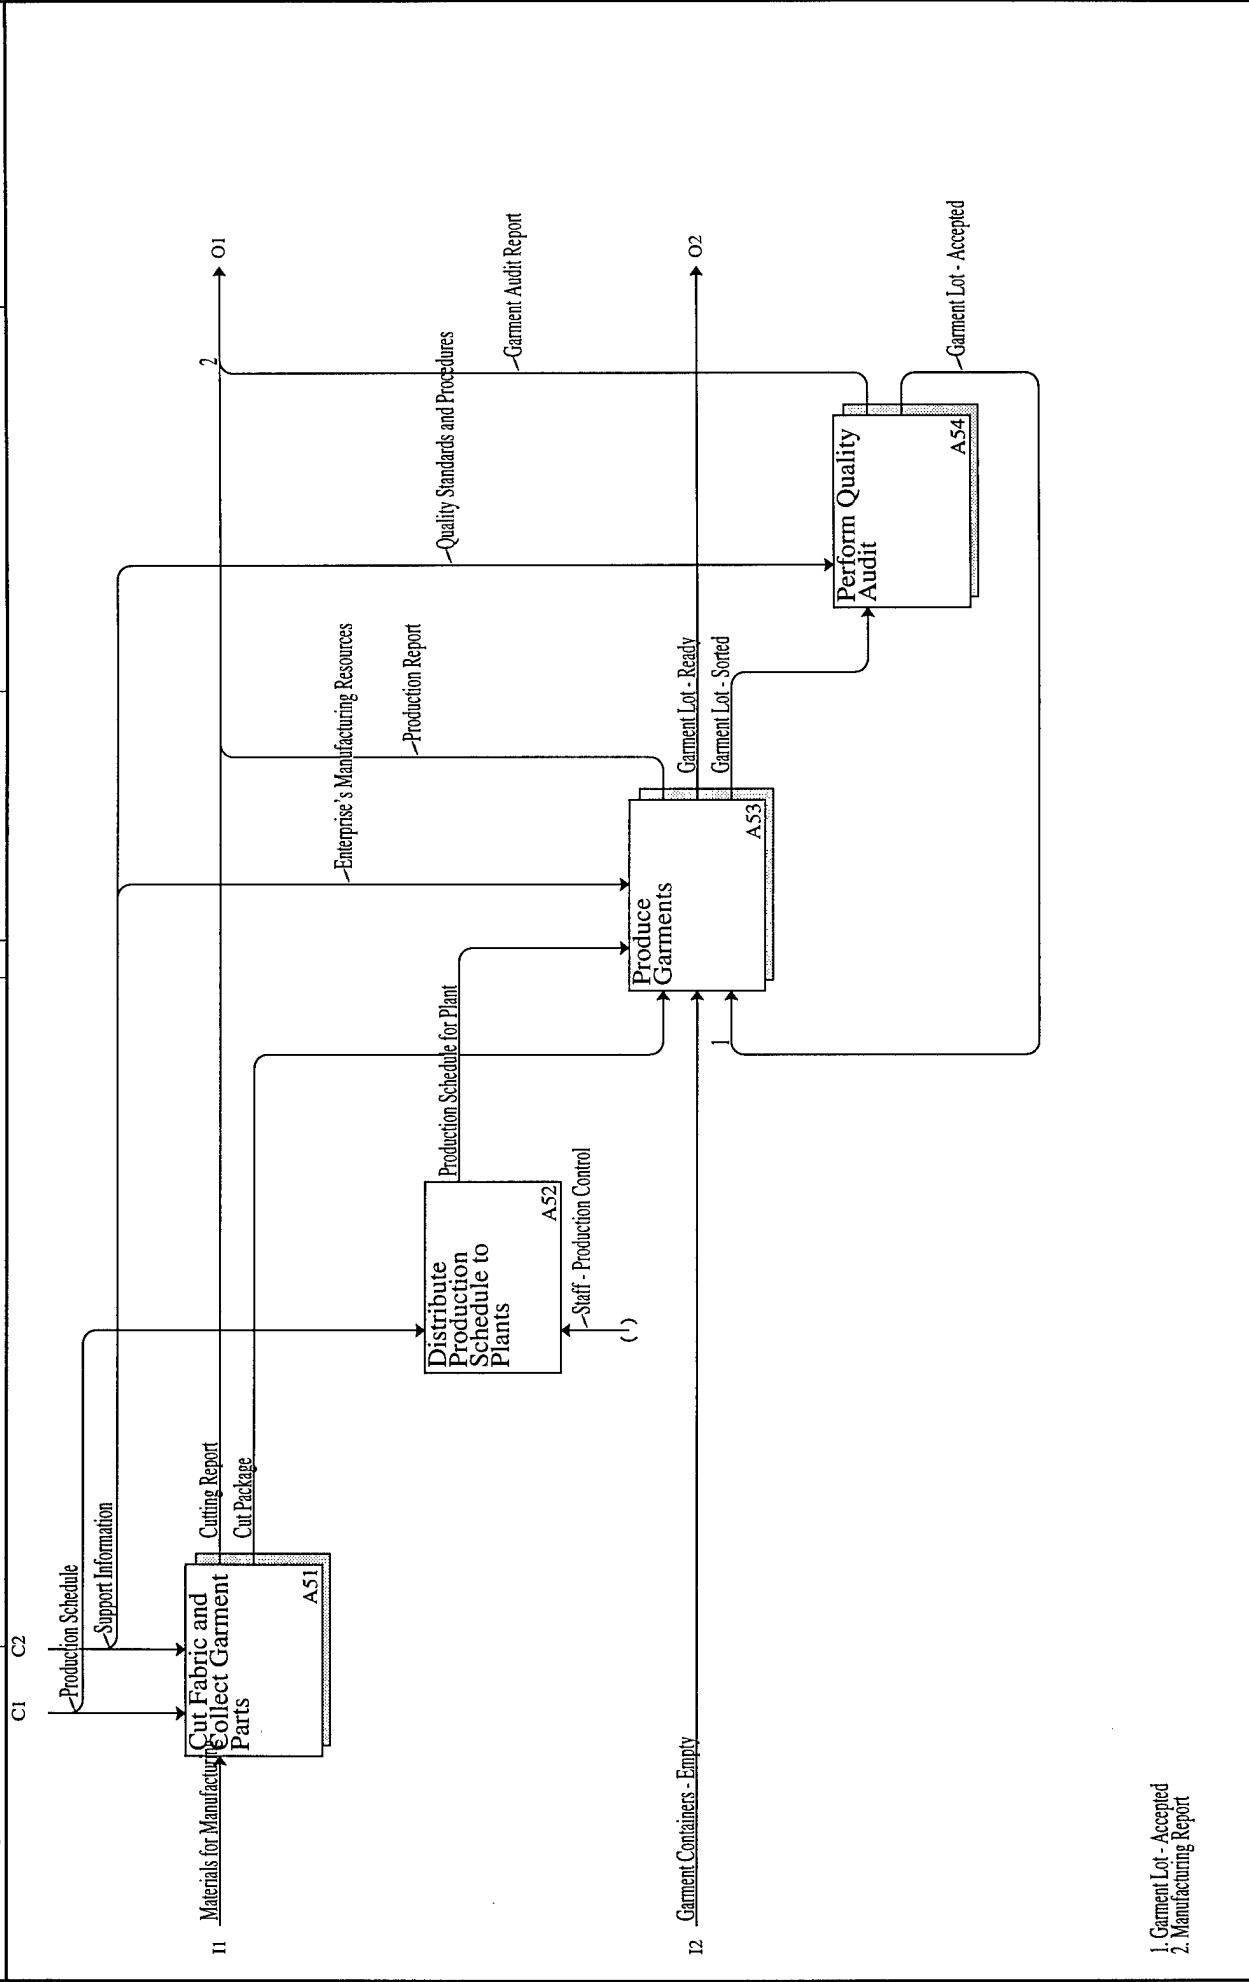 C1
C2
Production Schedule
Support Information
I1
Materials for Manufacturing
Cut Fabric and
Collect Garment
Parts
A51
Cutting Report
Cut Package
2
O1
Distribute
Production
Schedule to
Plants
A52
Staff - Production Control
( )
Production Schedule for Plant
Enterprise's Manufacturing Resources
Production Report
Quality Standards and Procedures
Garment Audit Report
I2
Garment Containers - Empty
1
Produce
Garments
A53
Garment Lot - Ready
Garment Lot - Sorted
O2
Perform Quality
Audit
A54
Garment Lot - Accepted
1. Garment Lot - Accepted
2. Manufacturing Report